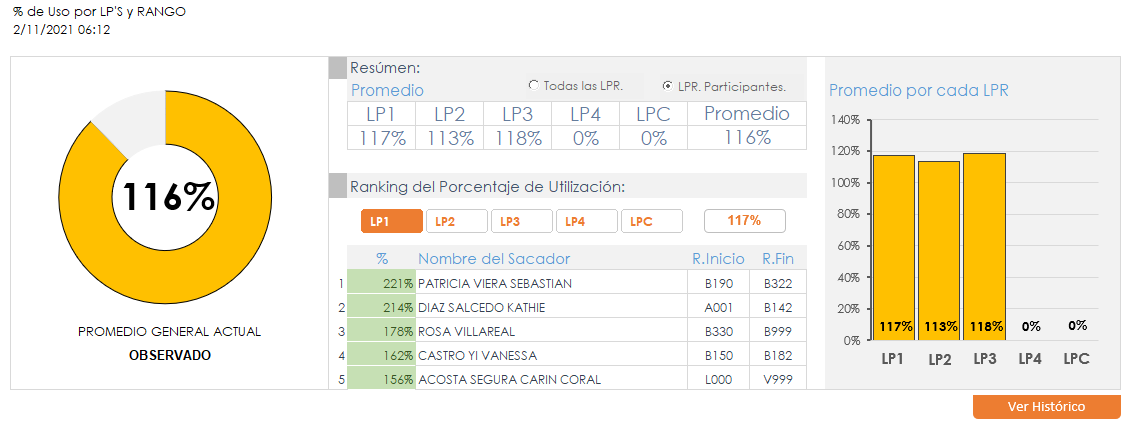 % de Uso por LP'S y RANGO
2/11/2021 06:12
116%
PROMEDIO GENERAL ACTUAL
OBSERVADO
Resúmen:
Promedio
Todas las LPR.
LPR. Participantes.
LP1 LP2 LP3 LP4 LPC Promedio
117% 113% 118% 0% 0% 116%
Ranking del Porcentaje de Utilización:
LP1 LP2 LP3 LP4 LPC 117%
% Nombre del Sacador R.Inicio R.Fin
1 221% PATRICIA VIERA SEBASTIAN B190 B322
2 214% DIAZ SALCEDO KATHIE A001 B142
3 178% ROSA VILLAREAL B330 B999
4 162% CASTRO YI VANESSA B150 B182
5 156% ACOSTA SEGURA CARIN CORAL L000 V999
Promedio por cada LPR
140%
120%
100%
80%
60%
40%
20%
0%
117% 113% 118% 0% 0%
LP1 LP2 LP3 LP4 LPC
Ver Histórico